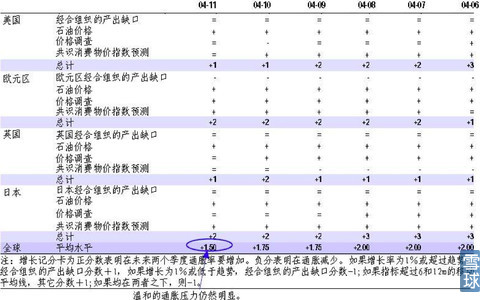 04-11 04-10 04-09 04-08 04-07 04-06
美国 经合组织的产出缺口 = = = = = =
石油价格 + + + + + +
价格调查 = - = = = +
共识消费物价指数预测 = + + + + +
总计 +1 +1 +2 +2 +2 +3
欧元区 欧元区经合组织的产出缺口 - - - - - -
石油价格 + + + + + +
价格调查 + + + + +
共识消费物价指数预测 + + + + +
总计 +2 +2 +2 +2 +2 +1
英国 英国经合组织的产出缺口 = = = = = =
石油价格 + + + + + +
价格调查 = + + + + +
共识消费物价指数预测 = = - - - -
总计 +1 +2 +1 +1 +1 +1
日本 日本经合组织的产出缺口 = = = = = =
石油价格 + + + + + +
价格调查 = + = = + +
共识消费物价指数预测 + = + + + +
总计 +2 +2 +2 +2 +3 +3
全球 平均水平 +1.50 +1.75 +1.75 +2.00 +2.00 +2.00
注：增长记分卡为正分数表明在未来两个季度通胀率要增加。负分表明在通胀减少。如果增长率为1%或超过趋势，
经合组织的产出缺口分数+1，如果增长为1%或低于趋势，经合组织的产出缺口分数-1；如果指标超过6和12m的移
平均线，其它分数+1；如果均在两者之下，则-1。
温和的通胀压力仍然明显。
雪球